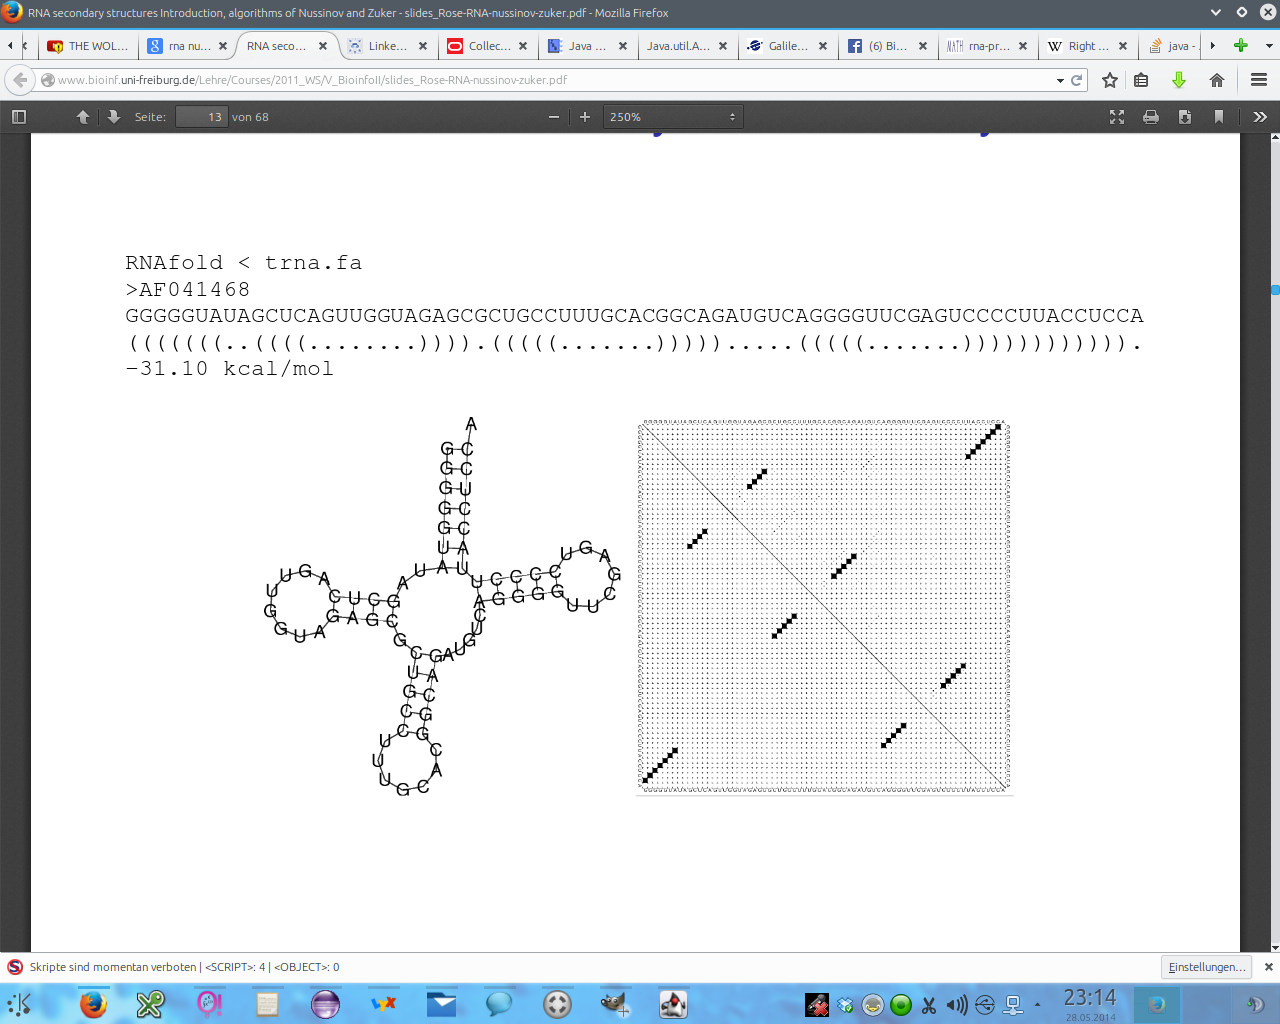 RNA secondary structures Introduction, algorithms of Nussinov and Zuker - slides_Rose-RNA-nussinov-zuker.pdf - Mozilla Firefox
THE WOL... rna nu... RNA seco... Linke... Collec... Java ... Java.util.A... Galile... (6) Bi... rna-pr... Right ... java - .
www.bioinf.uni-freiburg.de/Lehre/Courses/2011_WS/V_BioinfoII/slides_Rose-RNA-nussinov-zuker.pdf
Seite: 13 von 68 250%
RNAfold < trna.fa
>AF041468
GGGGGUAUAGCUCAGUUGGUAGAGCGCUGCCUUUGCACGGCAGAUGUCAGGGGUUCGAGUCCCCUUACCUCCA
(((((((..((((........)))).(((((.......))))).....(((((.......)))))))))))).
-31.10 kcal/mol
Skripte sind momentan verboten | <SCRIPT>: 4 | <OBJECT>: 0 Einstellungen...
23:14
28.05.2014